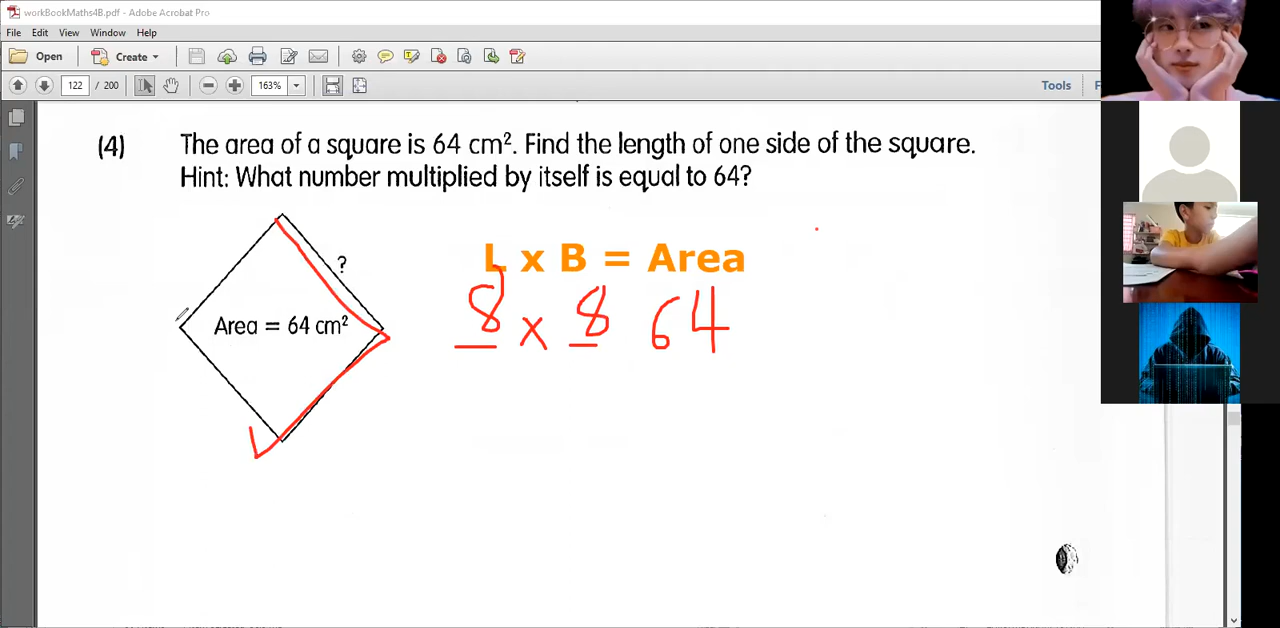 workBookMaths4B.pdf - Adobe Acrobat Pro
File Edit View Window Help
Open Create
122 / 200 163% Tools
(4) The area of a square is 64 cm². Find the length of one side of the square.
Hint: What number multiplied by itself is equal to 64?
?
Area = 64 cm²
L x B = Area
8 x 8 64